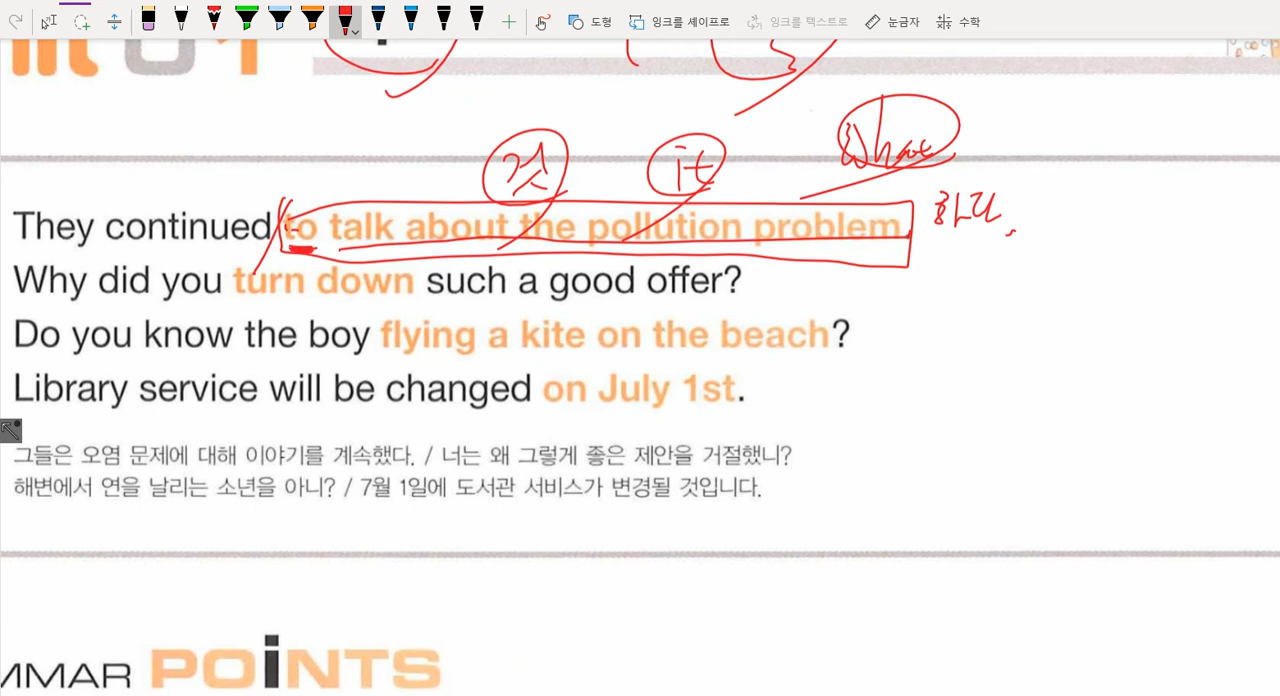 도형 잉크를 셰이프로 잉크를 텍스트로 눈금자 수학
것 it What
They continued to talk about the pollution problem. 하다.
Why did you turn down such a good offer?
Do you know the boy flying a kite on the beach?
Library service will be changed on July 1st.
그들은 오염 문제에 대해 이야기를 계속했다. / 너는 왜 그렇게 좋은 제안을 거절했니?
해변에서 연을 날리는 소년을 아니? / 7월 1일에 도서관 서비스가 변경될 것입니다.
MMAR POiNTS